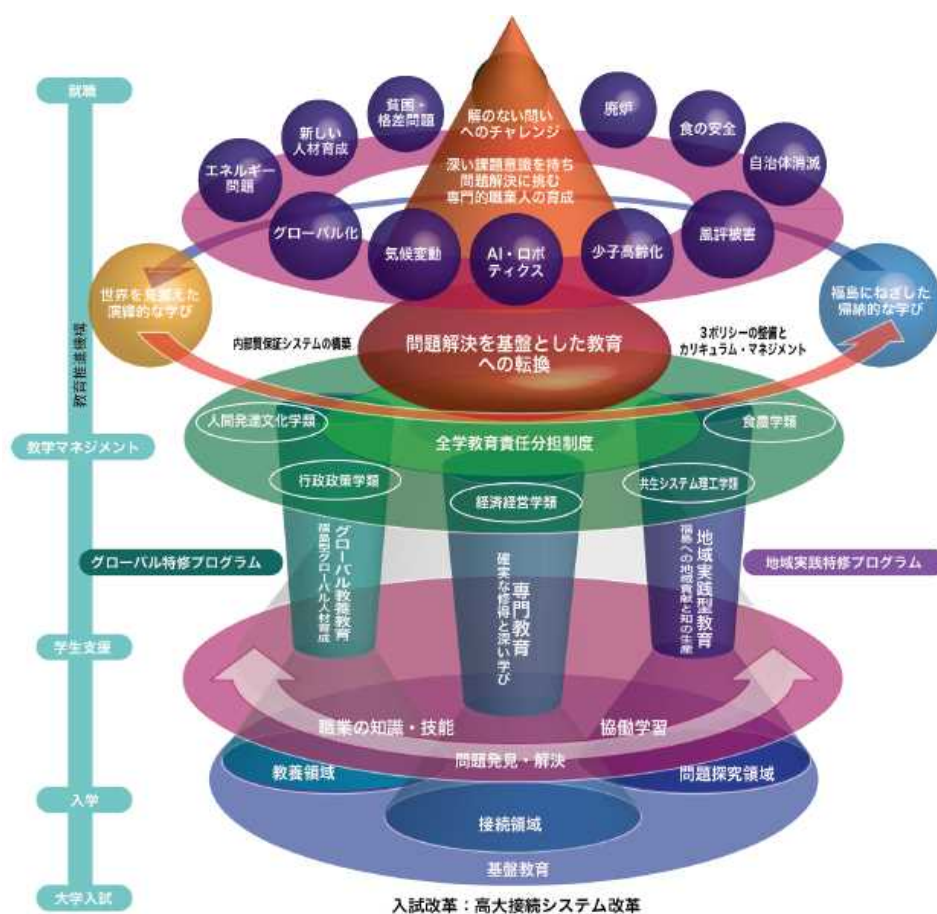 就職
貧困・
格差問題
解のない問い
へのチャレンジ
廃炉
新しい
人材育成
食の安全
エネルギー
問題
自治体消滅
深い課題意識を持ち
問題解決に挑む
専門的職業人の育成
グローバル化
気候変動
AI・ロボ
ティクス
少子高齢化
風評被害
世界を見据えた
演繹的な学び
福島にねざした
帰納的な学び
内部質保証システムの構築
問題解決を基盤とした教育
への転換
3ポリシーの整備と
カリキュラム・マネジメント
教育推進機構
人間発達文化学類
食農学類
教学マネジメント
全学教育責任分担制度
行政政策学類
経済経営学類
共生システム理工学類
グローバル特修プログラム
グローバル教養教育
福島型グローバル人材育成
専門教育
確実な修得と深い学び
地域実践型教育
福島への地域貢献と知の生産
地域実践特修プログラム
学生支援
職業の知識・技能
協働学習
問題発見・解決
教養領域
問題探究領域
入学
接続領域
基盤教育
大学入試
入試改革：高大接続システム改革